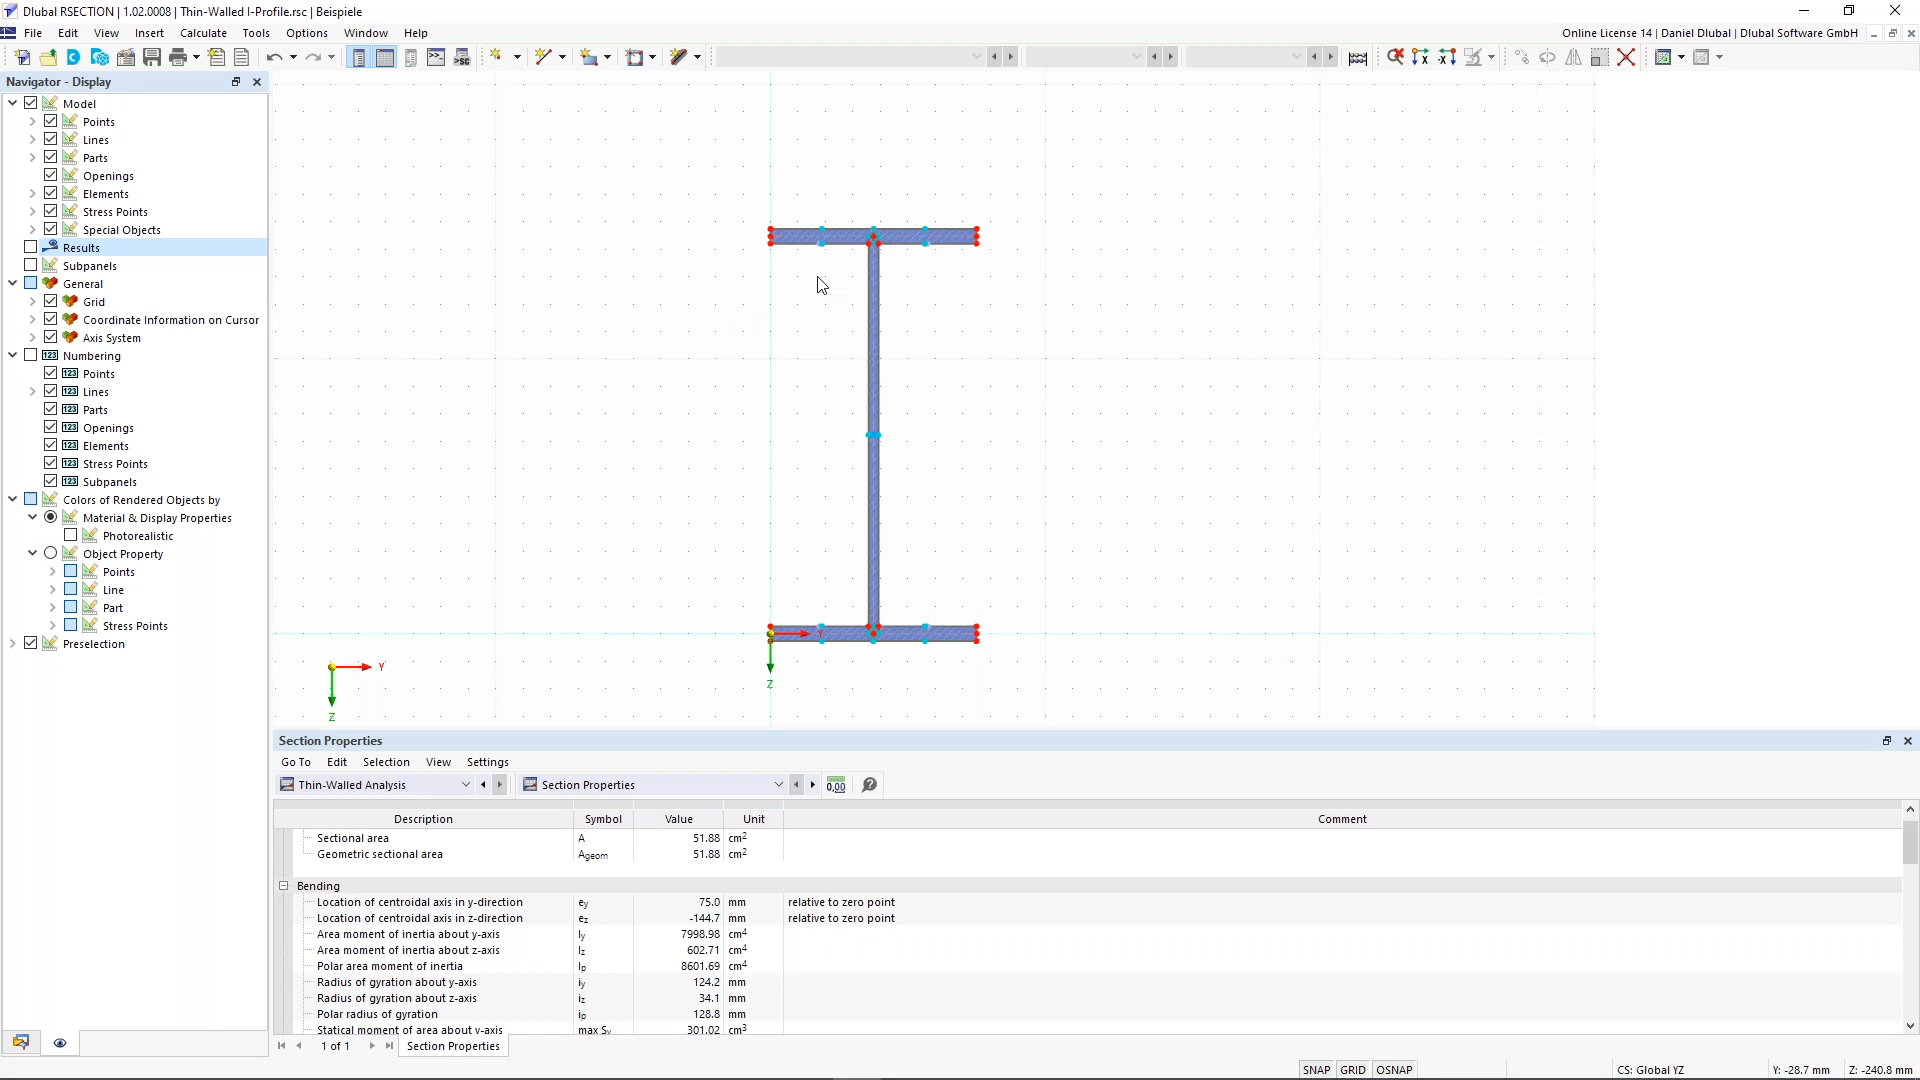 Dlubal RSECTION | 1.02.0008 | Thin-Walled I-Profile.rsc | Beispiele
File Edit View Insert Calculate Tools Options Window Help
Online License 14 | Daniel Dlubal | Dlubal Software GmbH
Navigator - Display
Model
Points
Lines
Parts
Openings
Elements
Stress Points
Special Objects
Results
Subpanels
General
Grid
Coordinate Information on Cursor
Axis System
123 Numbering
123 Points
123 Lines
123 Parts
123 Openings
123 Elements
123 Stress Points
123 Subpanels
Colors of Rendered Objects by
Material & Display Properties
Photorealistic
Object Property
Points
Line
Part
Stress Points
Preselection
Y
Z
Y
Z
Section Properties
Go To Edit Selection View Settings
Thin-Walled Analysis Section Properties 0,00
Description Symbol Value Unit Comment
Sectional area A 51.88 cm2
Geometric sectional area Ageom 51.88 cm2
Bending
Location of centroidal axis in y-direction ey 75.0 mm relative to zero point
Location of centroidal axis in z-direction ez -144.7 mm relative to zero point
Area moment of inertia about y-axis Iy 7998.98 cm4
Area moment of inertia about z-axis Iz 602.71 cm4
Polar area moment of inertia Ip 8601.69 cm4
Radius of gyration about y-axis iy 124.2 mm
Radius of gyration about z-axis iz 34.1 mm
Polar radius of gyration ip 128.8 mm
Statical moment of area about y-axis max Sy 301.02 cm3
1 of 1 Section Properties
SNAP GRID OSNAP CS: Global YZ Y: -28.7 mm Z: -240.8 mm